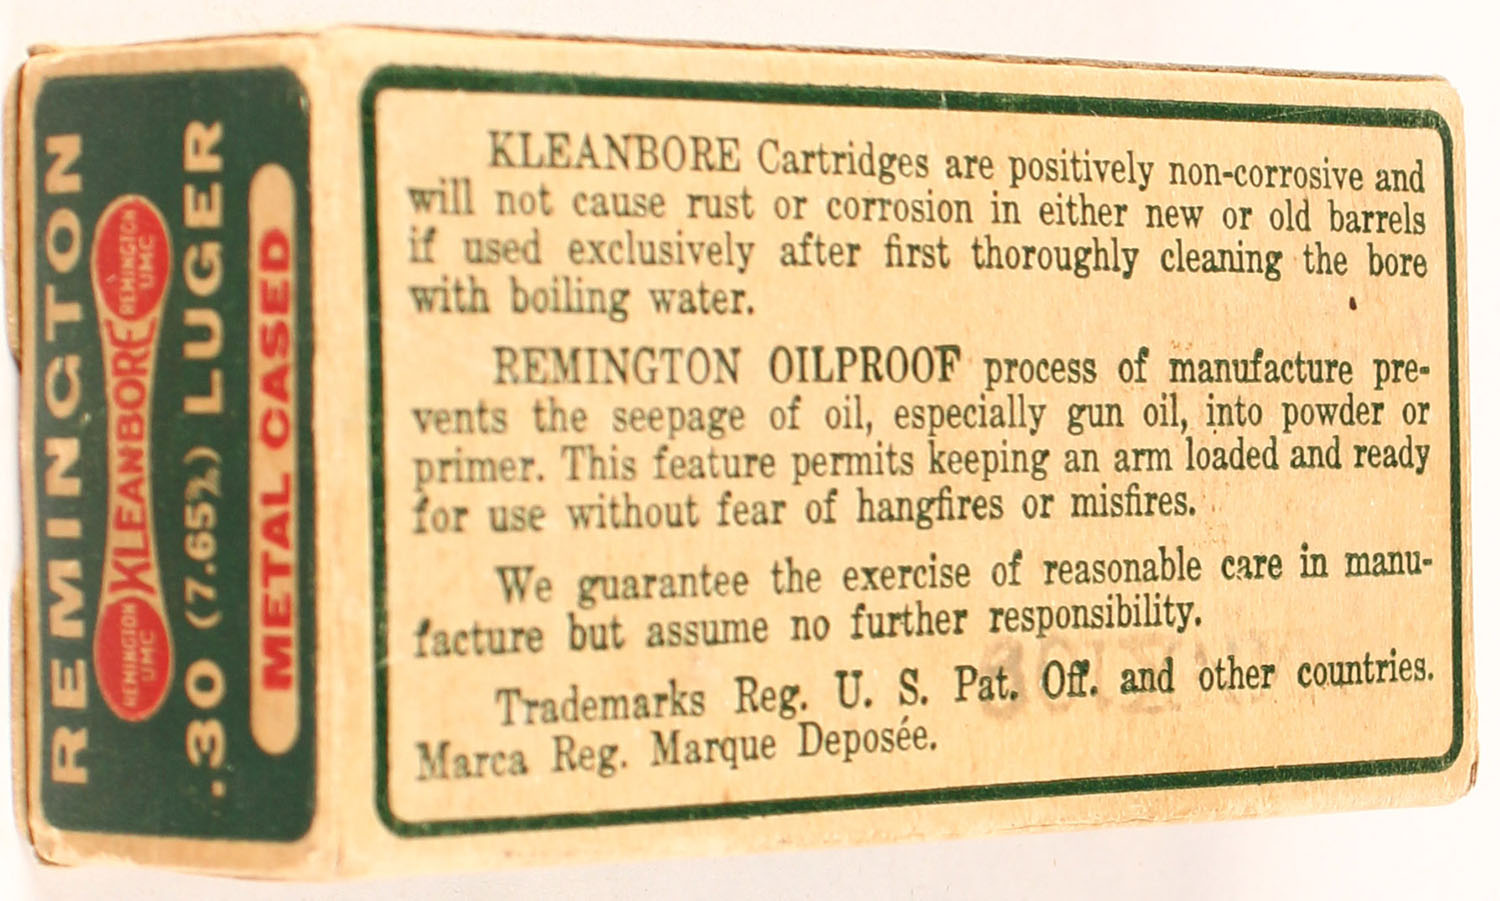 REMINGTON
REMINGTON
UMC
KLEANBORE
REMINGTON
UMC
.30 (7.65%) LUGER
METAL CASED
KLEANBORE Cartridges are positively non-corrosive and
will not cause rust or corrosion in either new or old barrels
if used exclusively after first thoroughly cleaning the bore
with boiling water.
REMINGTON OILPROOF process of manufacture pre-
vents the seepage of oil, especially gun oil, into powder or
primer. This feature permits keeping an arm loaded and ready
for use without fear of hangfires or misfires.
We guarantee the exercise of reasonable care in manu-
facture but assume no further responsibility.
Trademarks Reg. U. S. Pat. Off. and other countries.
Marca Reg. Marque Deposée.